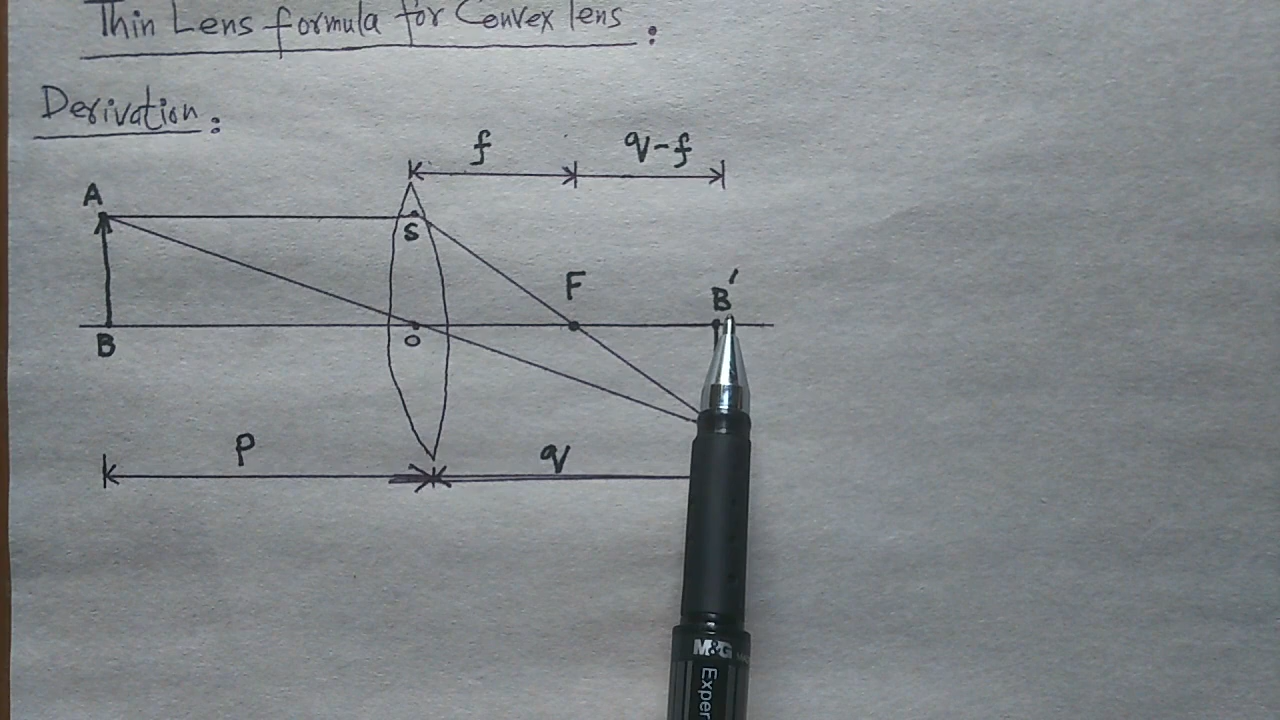 Thin Lens formula for Convex lens :
Derivation :
f q-f
A
S
F B'
B O
P q
M&G
Exper